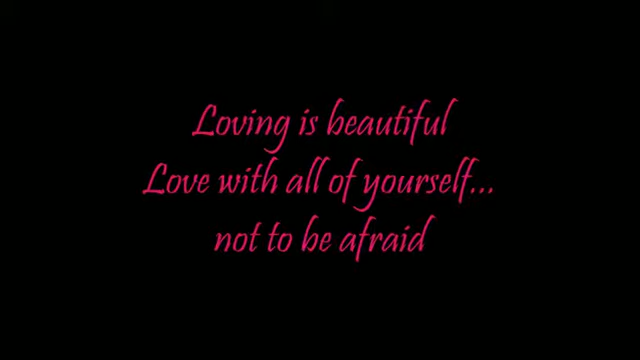 Loving is beautiful
Love with all of yourself...
not to be afraid